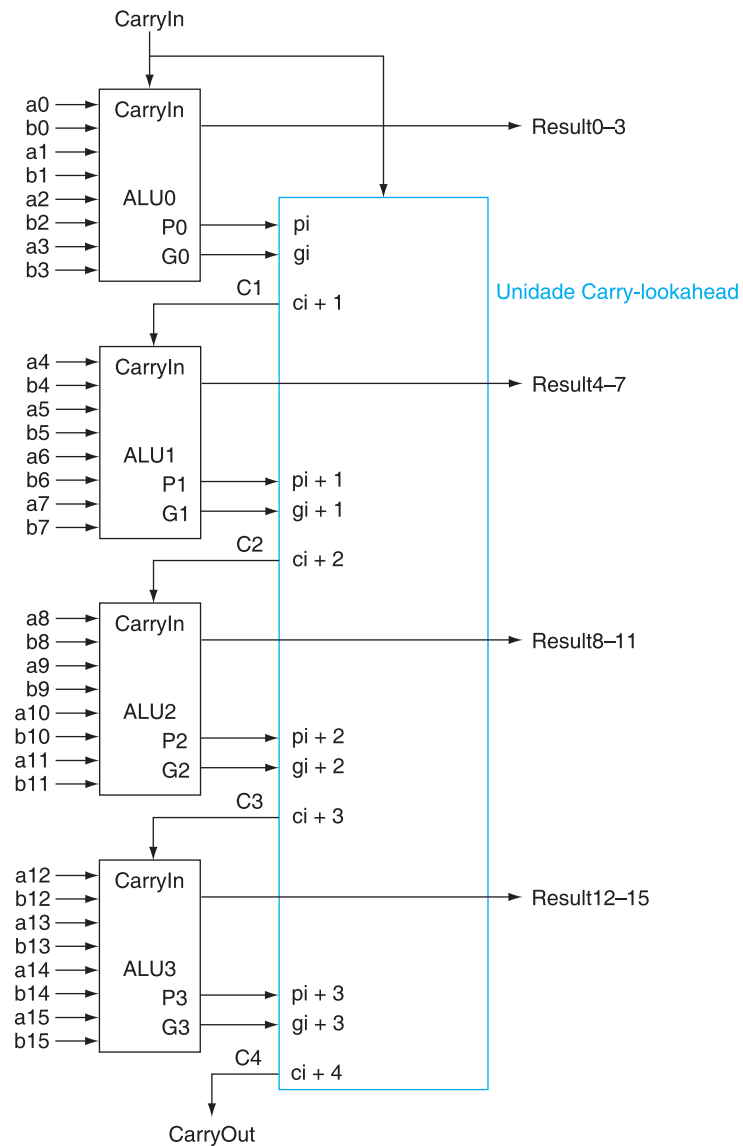 CarryIn
a0
b0
a1
b1
a2
b2
a3
b3
CarryIn
ALU0
P0
G0
pi
gi
Result0–3
C1
ci + 1
Unidade Carry-lookahead
a4
b4
a5
b5
a6
b6
a7
b7
CarryIn
ALU1
P1
G1
pi + 1
gi + 1
Result4–7
C2
ci + 2
a8
b8
a9
b9
a10
b10
a11
b11
CarryIn
ALU2
P2
G2
pi + 2
gi + 2
Result8–11
C3
ci + 3
a12
b12
a13
b13
a14
b14
a15
b15
CarryIn
ALU3
P3
G3
pi + 3
gi + 3
Result12–15
C4
ci + 4
CarryOut